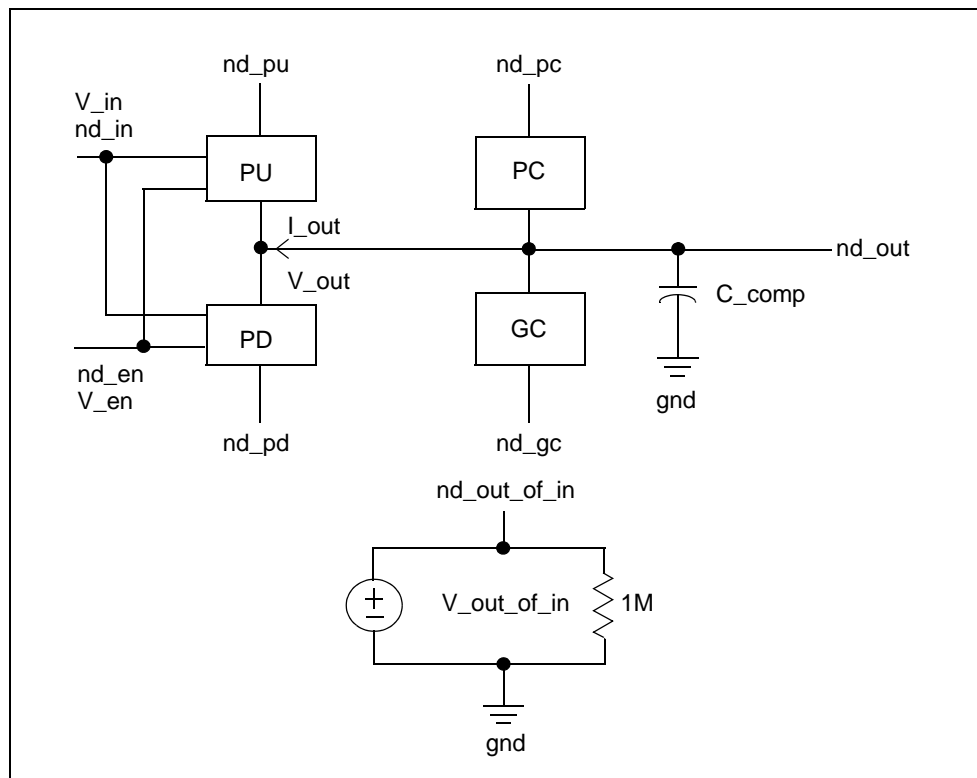 nd_pu
nd_pc
V_in
nd_in
PU
PC
I_out
nd_out
V_out
C_comp
PD
GC
nd_en
V_en
gnd
nd_pd
nd_gc
nd_out_of_in
+
−
V_out_of_in
1M
gnd